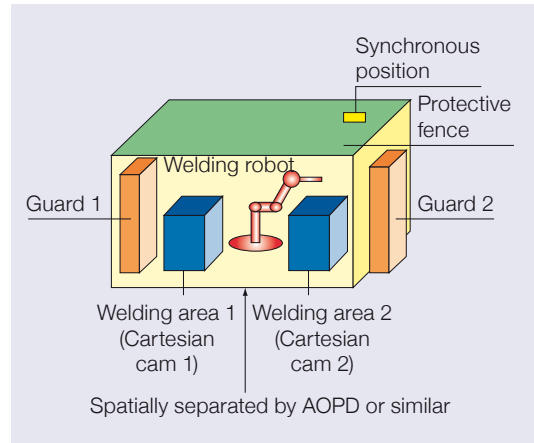 Synchronous
position
Protective
fence
Welding robot
Guard 1
Guard 2
Welding area 1
(Cartesian
cam 1)
Welding area 2
(Cartesian
cam 2)
Spatially separated by AOPD or similar